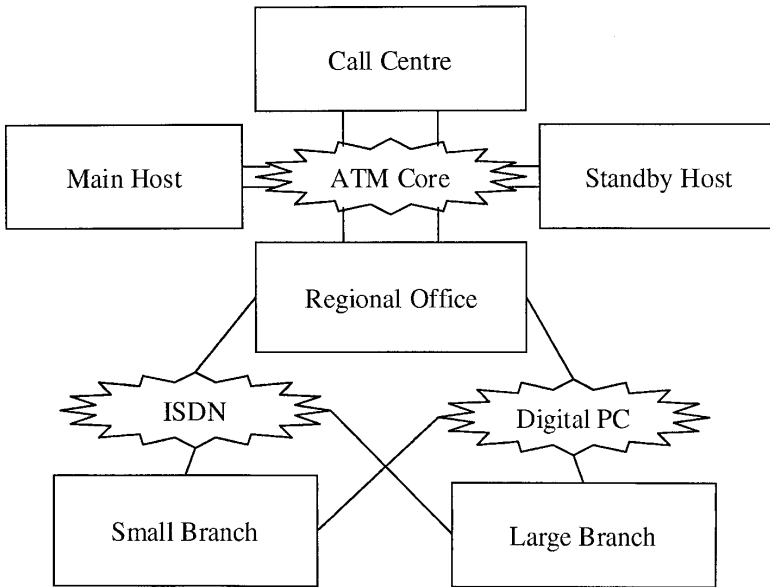 Call Centre
Main Host
ATM Core
Standby Host
Regional Office
ISDN
Digital PC
Small Branch
Large Branch